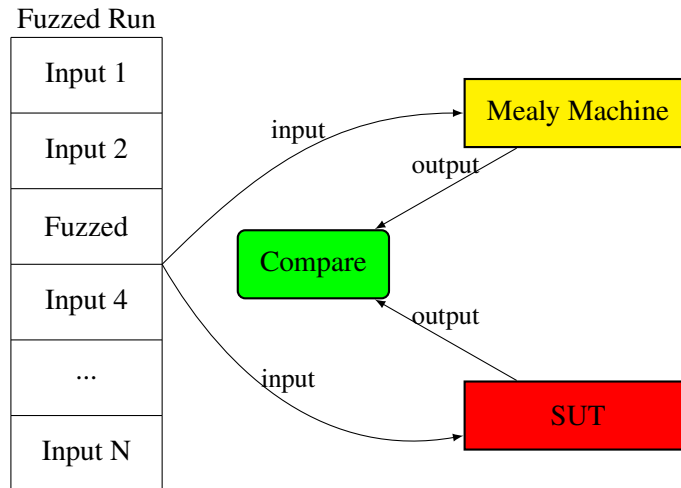 Fuzzed Run
Input 1
Input 2
Fuzzed
Input 4
...
Input N
input
Mealy Machine
output
Compare
output
input
SUT